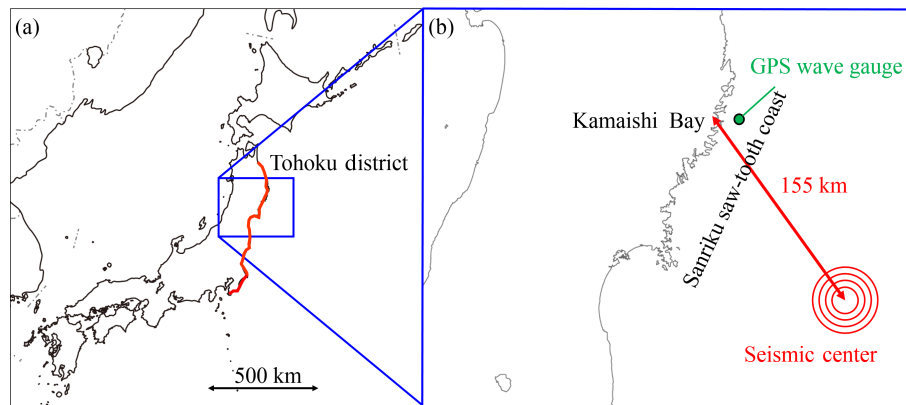 (a)
Tohoku district
500 km
(b)
GPS wave gauge
Kamaishi Bay
Sanriku saw-tooth coast
155 km
Seismic center